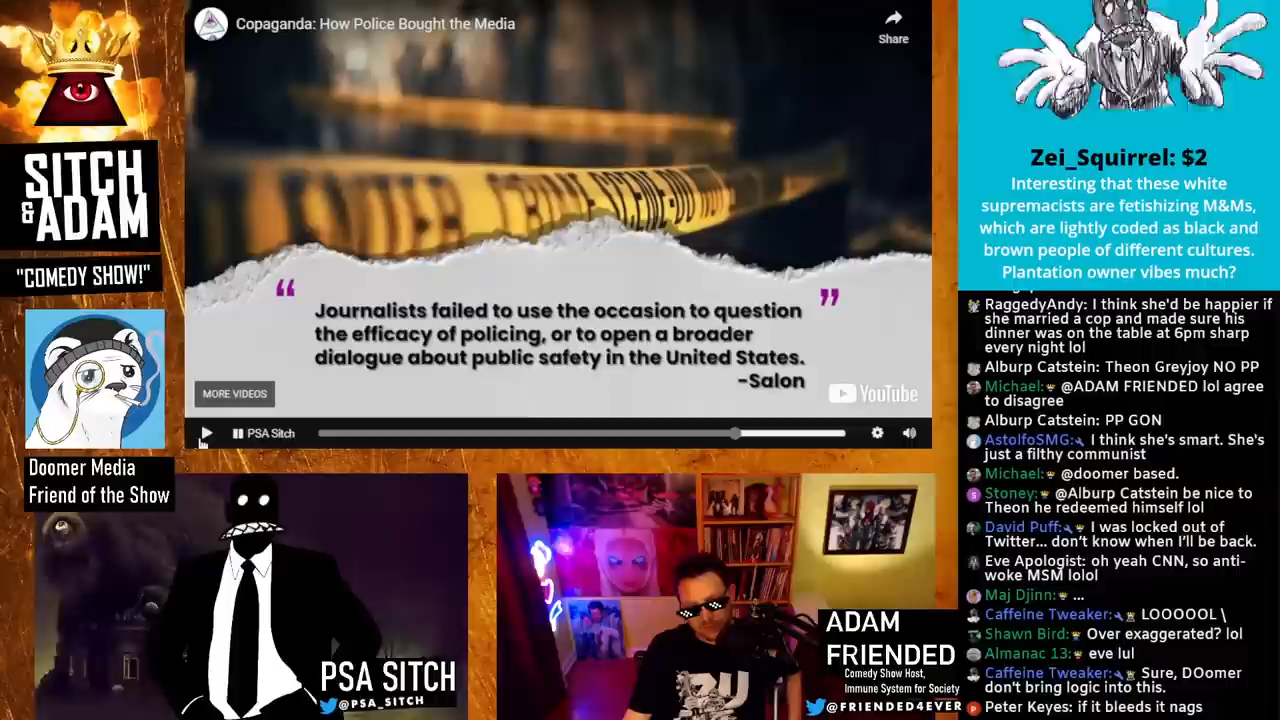 Copaganda: How Police Bought the Media
Share
CRIME SCENE-DO NOT
“ Journalists failed to use the occasion to question ”
the efficacy of policing, or to open a broader
dialogue about public safety in the United States.
-Salon
MORE VIDEOS
YouTube
PSA Sitch
SITCH
& ADAM
"COMEDY SHOW!"
Doomer Media
Friend of the Show
PSA SITCH
@PSA_SITCH
ADAM
FRIENDED
Comedy Show Host,
Immune System for Society
@FRIENDED4EVER
Zei_Squirrel: $2
Interesting that these white
supremacists are fetishizing M&Ms,
which are lightly coded as black and
brown people of different cultures.
Plantation owner vibes much?
RaggedyAndy: I think she'd be happier if
she married a cop and made sure his
dinner was on the table at 6pm sharp
every night lol
Alburp Catstein: Theon Greyjoy NO PP
Michael: @ADAM FRIENDED lol agree
to disagree
Alburp Catstein: PP GON
AstolfoSMG: I think she's smart. She's
just a filthy communist
Michael: @doomer based.
Stoney: @Alburp Catstein be nice to
Theon he redeemed himself lol
David Puff: I was locked out of
Twitter... don't know when I'll be back.
Eve Apologist: oh yeah CNN, so anti-
woke MSM lolol
Maj Djinn: ...
Caffeine Tweaker: LOOOOOL \
Shawn Bird: Over exaggerated? lol
Almanac 13: eve lul
Caffeine Tweaker: Sure, DOomer
don't bring logic into this.
Peter Keyes: if it bleeds it nags